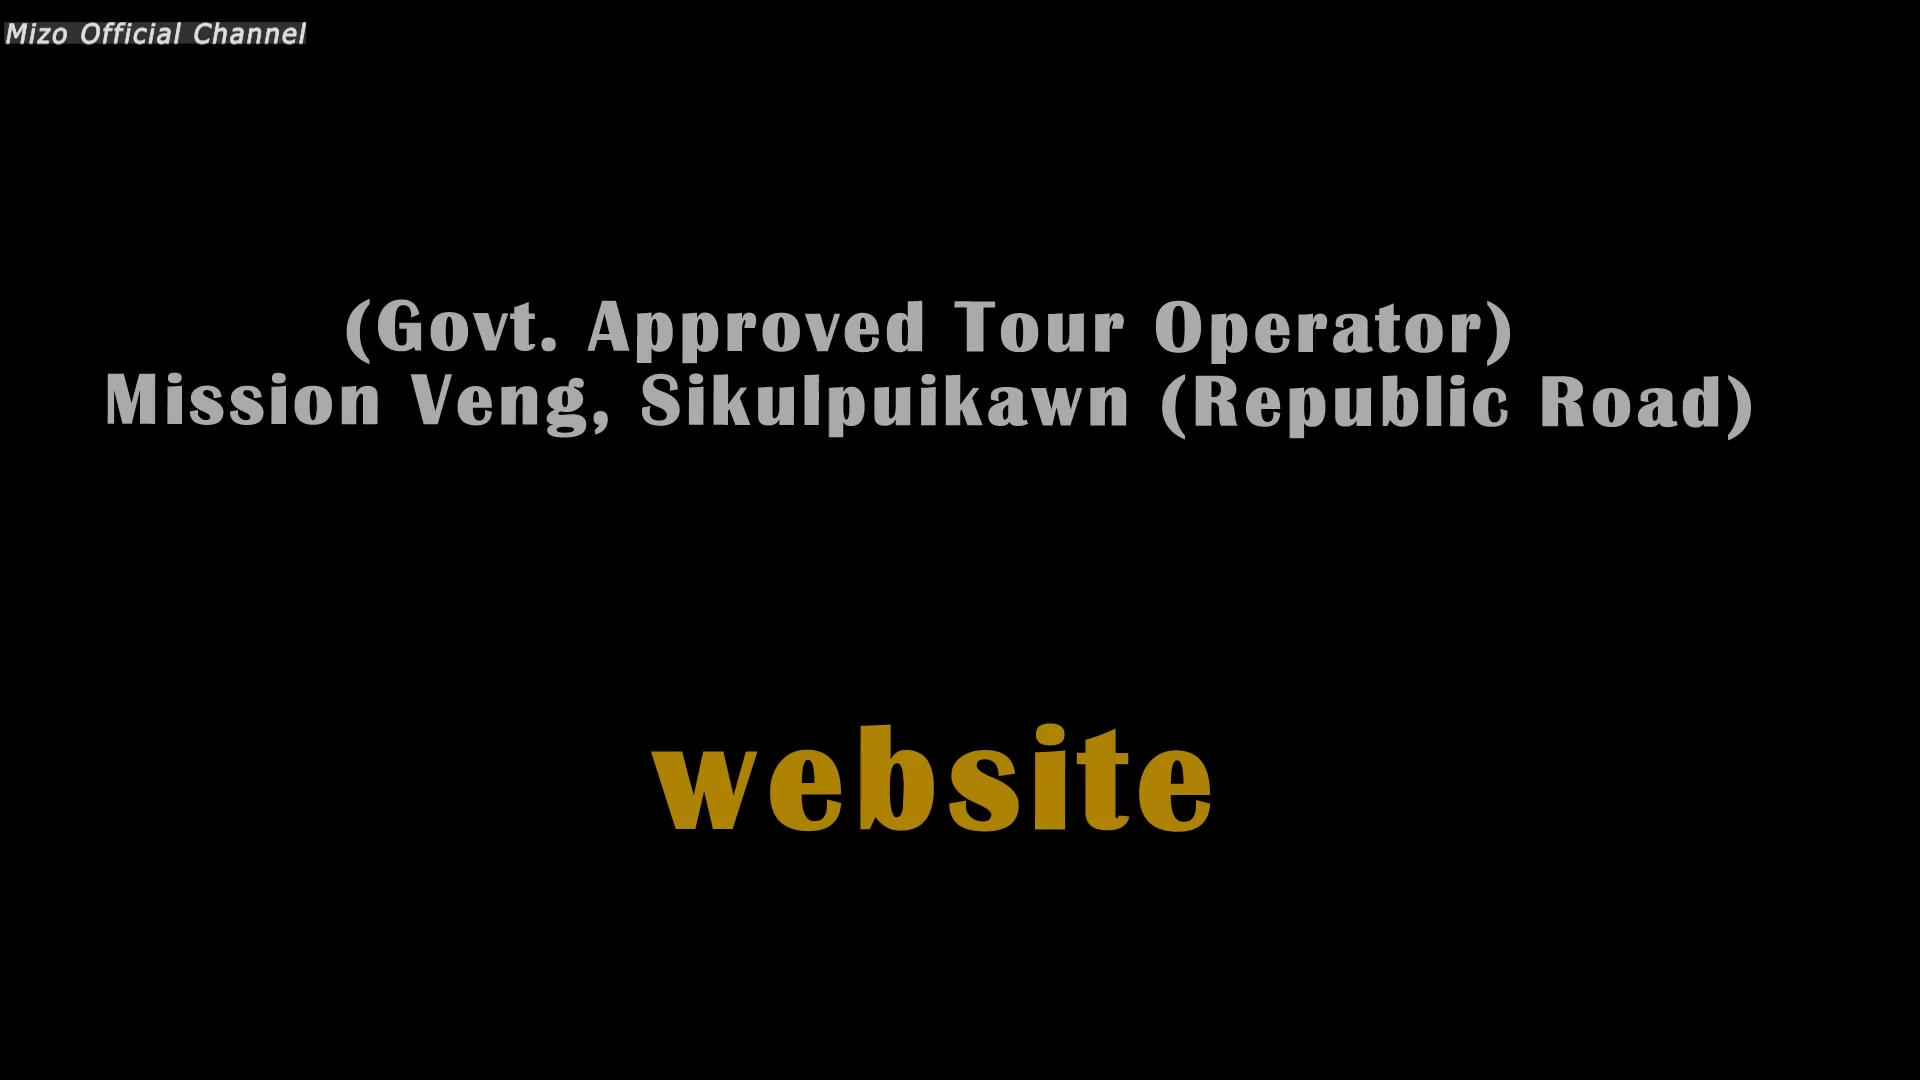 Mizo Official Channel
(Govt. Approved Tour Operator)
Mission Veng, Sikulpuikawn (Republic Road)
website